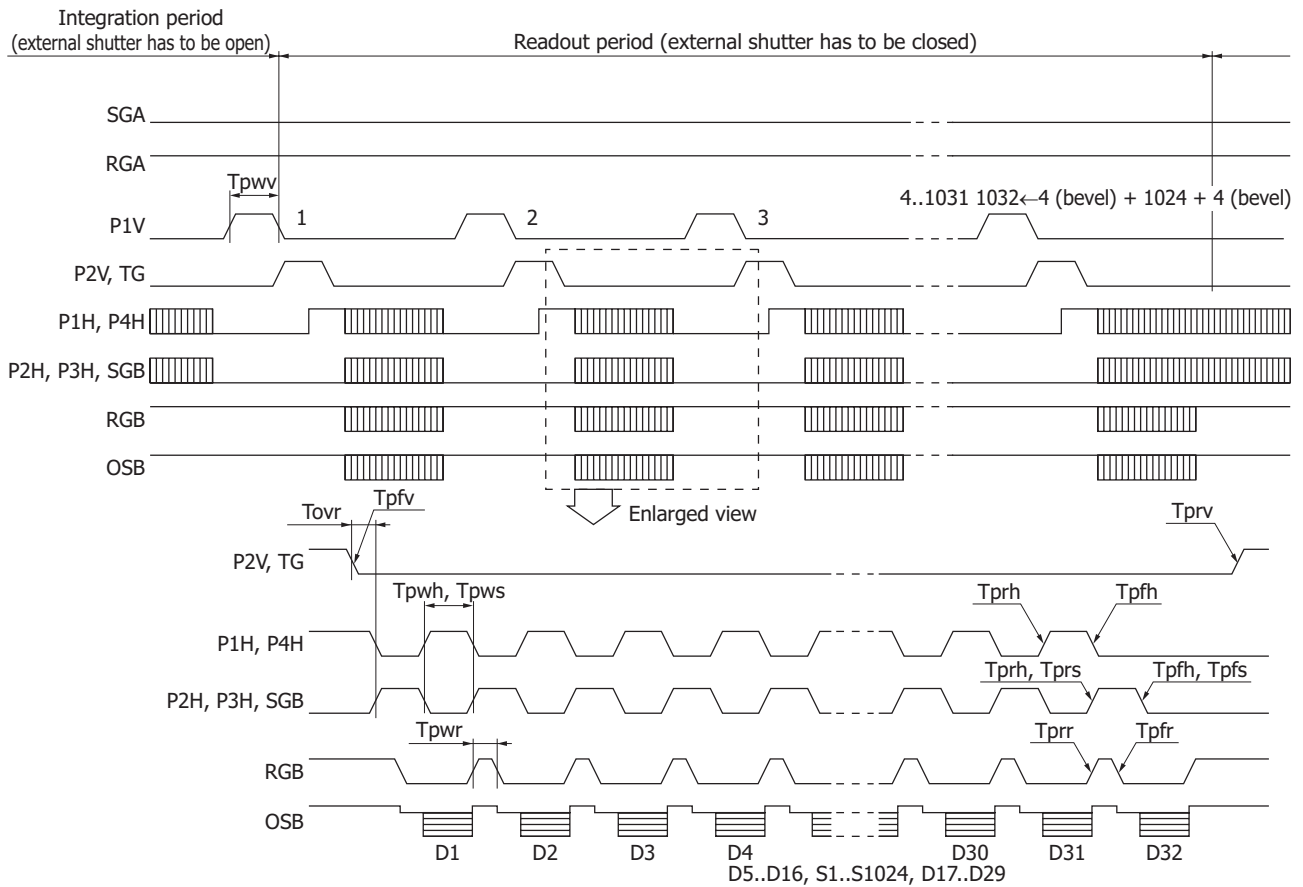 Integration period
(external shutter has to be open)
Readout period (external shutter has to be closed)
SGA
RGA
Tpwv
4..1031 1032←4 (bevel) + 1024 + 4 (bevel)
P1V
1
2
3
P2V, TG
P1H, P4H
P2H, P3H, SGB
RGB
OSB
Enlarged view
Tovr
Tpfv
Tprv
P2V, TG
Tpwh, Tpws
Tprh
Tpfh
P1H, P4H
Tprh, Tprs
Tpfh, Tpfs
P2H, P3H, SGB
Tpwr
Tprr
Tpfr
RGB
OSB
D1
D2
D3
D4
D30
D31
D32
D5..D16, S1..S1024, D17..D29